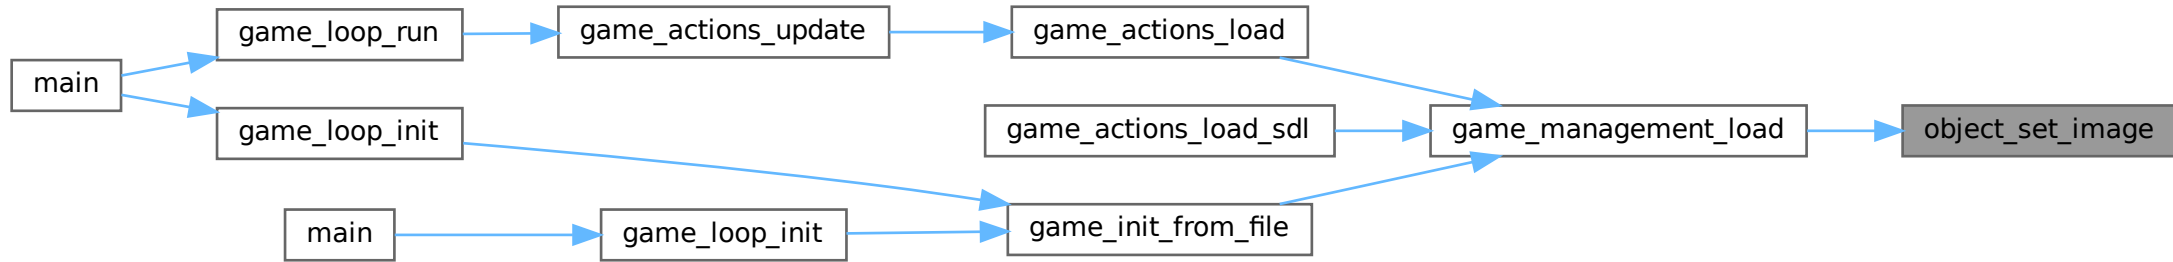 main
game_loop_run
game_actions_update
game_actions_load
game_loop_init
game_actions_load_sdl
game_management_load
object_set_image
main
game_loop_init
game_init_from_file